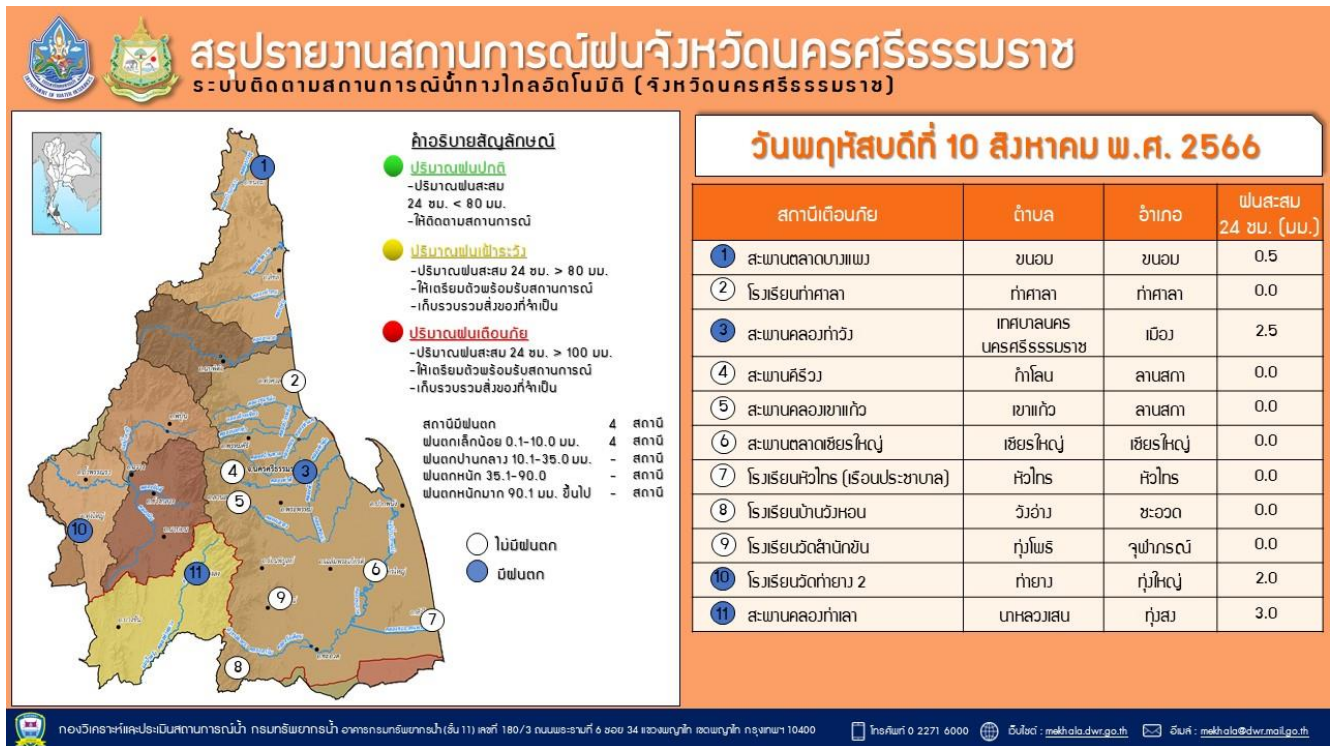 สรุปรายงานสถานการณ์ฝนจังหวัดนครศรีธรรมราช
ระบบติดตามสถานการณ์น้ำทางไกลอัตโนมัติ (จังหวัดนครศรีธรรมราช)
คำอธิบายสัญลักษณ์
ปริมาณฝนปกติ
-ปริมาณฝนสะสม
24 ชม. < 80 มม.
-ให้ติดตามสถานการณ์
ปริมาณฝนเฝ้าระวัง
-ปริมาณฝนสะสม 24 ชม. > 80 มม.
-ให้เตรียมตัวพร้อมรับสถานการณ์
-เก็บรวบรวมสิ่งของที่จำเป็น
ปริมาณฝนเตือนภัย
-ปริมาณฝนสะสม 24 ชม. > 100 มม.
-ให้เตรียมตัวพร้อมรับสถานการณ์
-เก็บรวบรวมสิ่งของที่จำเป็น
สถานีมีฝนตก 4 สถานี
ฝนตกเล็กน้อย 0.1-10.0 มม. 4 สถานี
ฝนตกปานกลาง 10.1-35.0 มม. - สถานี
ฝนตกหนัก 35.1-90.0 - สถานี
ฝนตกหนักมาก 90.1 มม. ขึ้นไป - สถานี
ไม่มีฝนตก
มีฝนตก
1
2
3
4
5
10
11
6
9
7
8
วันพฤหัสบดีที่ 10 สิงหาคม พ.ศ. 2566
สถานีเตือนภัย ตำบล อำเภอ ฝนสะสม
24 ชม. (มม.)
1 สะพานตลาดบางแพง ขนอม ขนอม 0.5
2 โรงเรียนท่าศาลา ท่าศาลา ท่าศาลา 0.0
3 สะพานคลองท่าวัง เทศบาลนคร
นครศรีธรรมราช เมือง 2.5
4 สะพานคีรีวง กำโลน ลานสกา 0.0
5 สะพานคลองเขาแก้ว เขาแก้ว ลานสกา 0.0
6 สะพานตลาดเชียรใหญ่ เชียรใหญ่ เชียรใหญ่ 0.0
7 โรงเรียนหัวไทร (เรือนประชาบาล) หัวไทร หัวไทร 0.0
8 โรงเรียนบ้านวังหอน วังอ่าง ชะอวด 0.0
9 โรงเรียนวัดสำนักขัน ทุ่งโพธิ จุฬาภรณ์ 0.0
10 โรงเรียนวัดท่ายาง 2 ท่ายาง ทุ่งใหญ่ 2.0
11 สะพานคลองท่าเลา นาหลวงเสน ทุ่งสง 3.0
กองวิเคราะห์และประเมินสถานการณ์น้ำ กรมทรัพยากรน้ำ อาคารกรมทรัพยากรน้ำ (ชั้น 11) เลขที่ 180/3 ถนนพระรามที่ 6 ซอย 34 แขวงพญาไท เขตพญาไท กรุงเทพฯ 10400 โทรศัพท์ 0 2271 6000 เว็บไซต์ : mekhala.dwr.go.th อีเมล์ : mekhala@dwr.mail.go.th